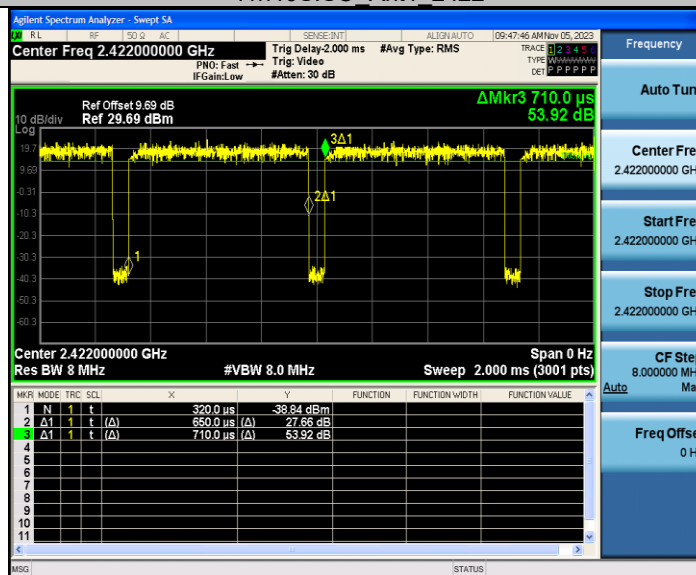 Agilent Spectrum Analyzer - Swept SA
RL RF 50 Ω AC SENSE:INT ALIGN AUTO 09:47:46 AM Nov 05, 2023
Center Freq 2.422000000 GHz
PNO: Fast
IFGain:Low
Trig Delay-2.000 ms
Trig: Video
#Atten: 30 dB
#Avg Type: RMS
TRACE 1 2 3 4 5 6
TYPE
DET P P P P P P
Frequency
Auto Tun
Center Fre
2.422000000 GH
Start Fre
2.422000000 GH
Stop Fre
2.422000000 GH
CF Ste
8.000000 MH
Auto Ma
Freq Offse
0 H
ΔMkr3 710.0 µs
53.92 dB
Ref Offset 9.69 dB
10 dB/div Ref 29.69 dBm
Log
19.7
9.69
-0.31
-10.3
-20.3
-30.3
-40.3
-50.3
-60.3
3Δ1
2Δ1
1
Center 2.422000000 GHz Span 0 Hz
Res BW 8 MHz #VBW 8.0 MHz Sweep 2.000 ms (3001 pts)
MKR MODE TRC SCL X Y FUNCTION FUNCTION WIDTH FUNCTION VALUE
1 N 1 t 320.0 µs -38.84 dBm
2 Δ1 1 t (Δ) 650.0 µs (Δ) 27.66 dB
3 Δ1 1 t (Δ) 710.0 µs (Δ) 53.92 dB
4
5
6
7
8
9
10
11
MSG STATUS